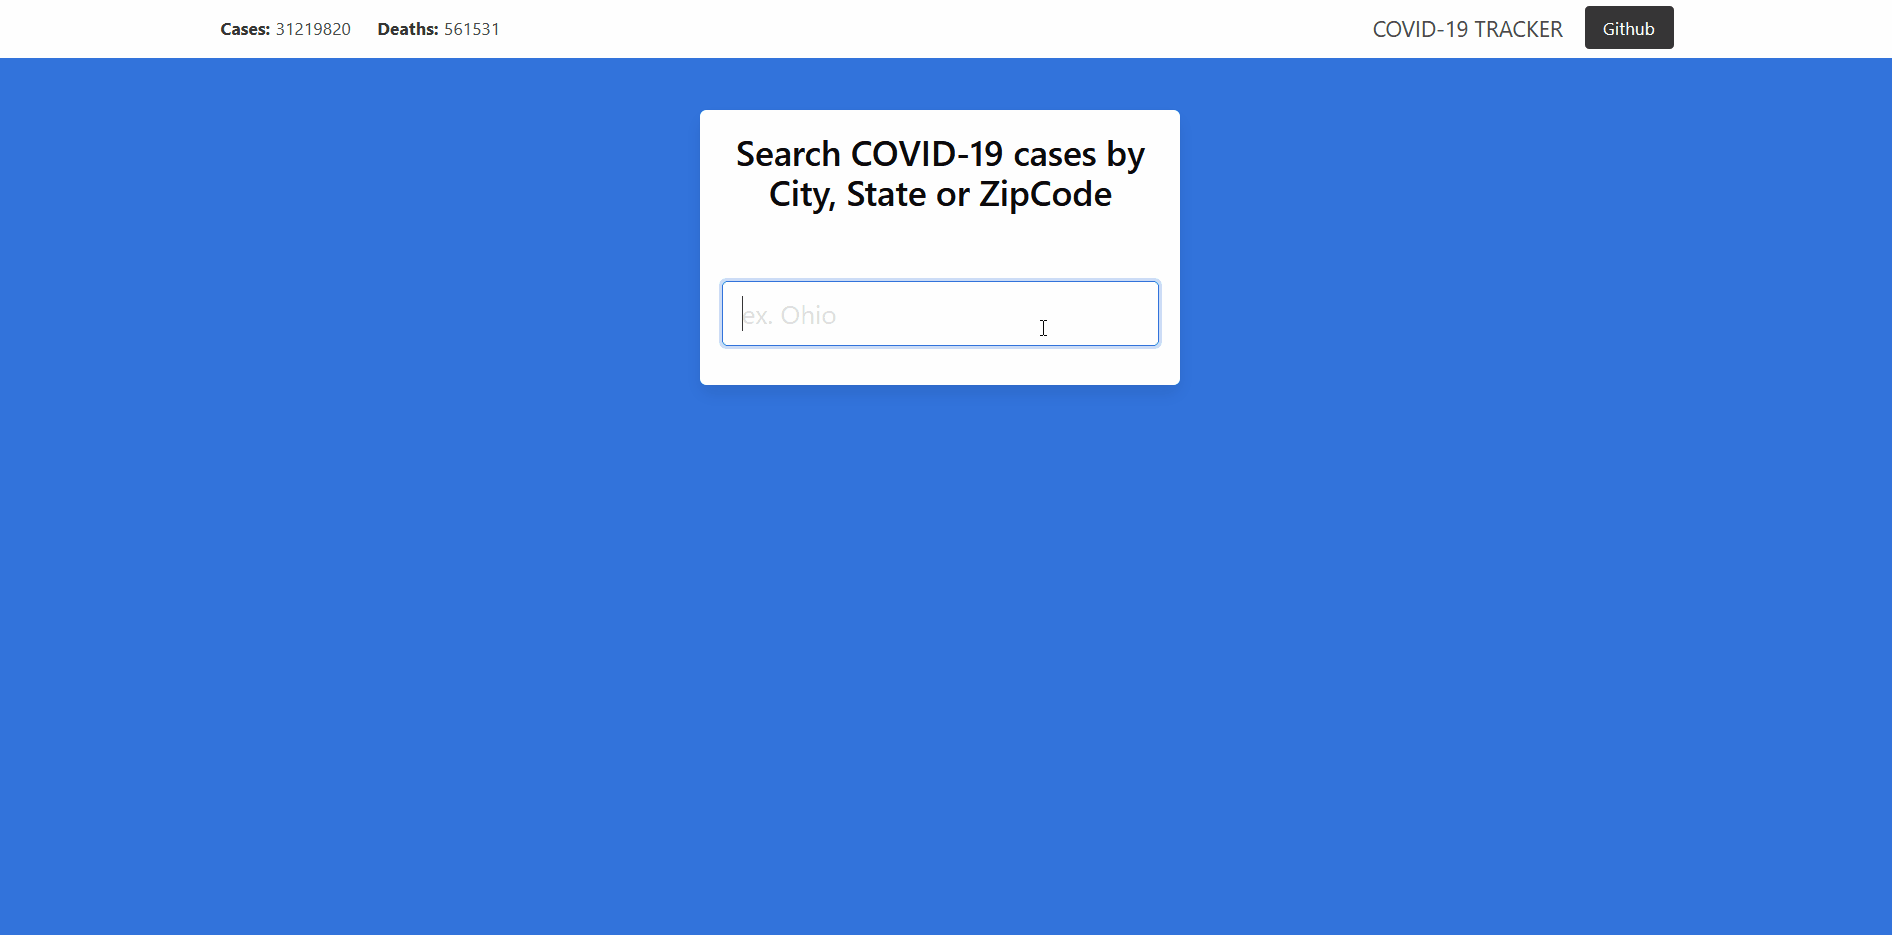 Cases: 31219820 Deaths: 561531 COVID-19 TRACKER Github
Search COVID-19 cases by
City, State or ZipCode
ex. Ohio